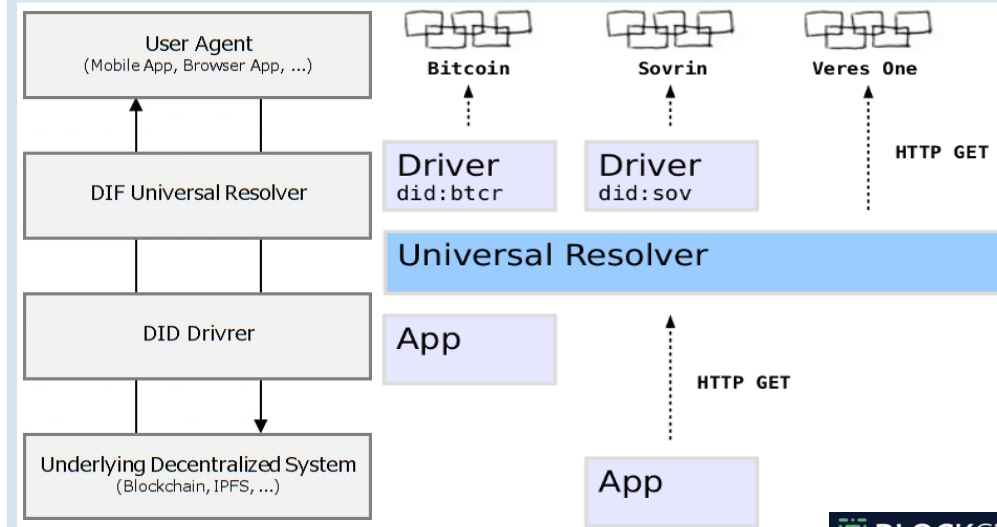 User Agent
(Mobile App, Browser App, ...)
DIF Universal Resolver
DID Drivrer
Underlying Decentralized System
(Blockchain, IPFS, ...)
Bitcoin
Sovrin
Veres One
HTTP GET
Driver
did:btcr
Driver
did:sov
Universal Resolver
App
HTTP GET
App